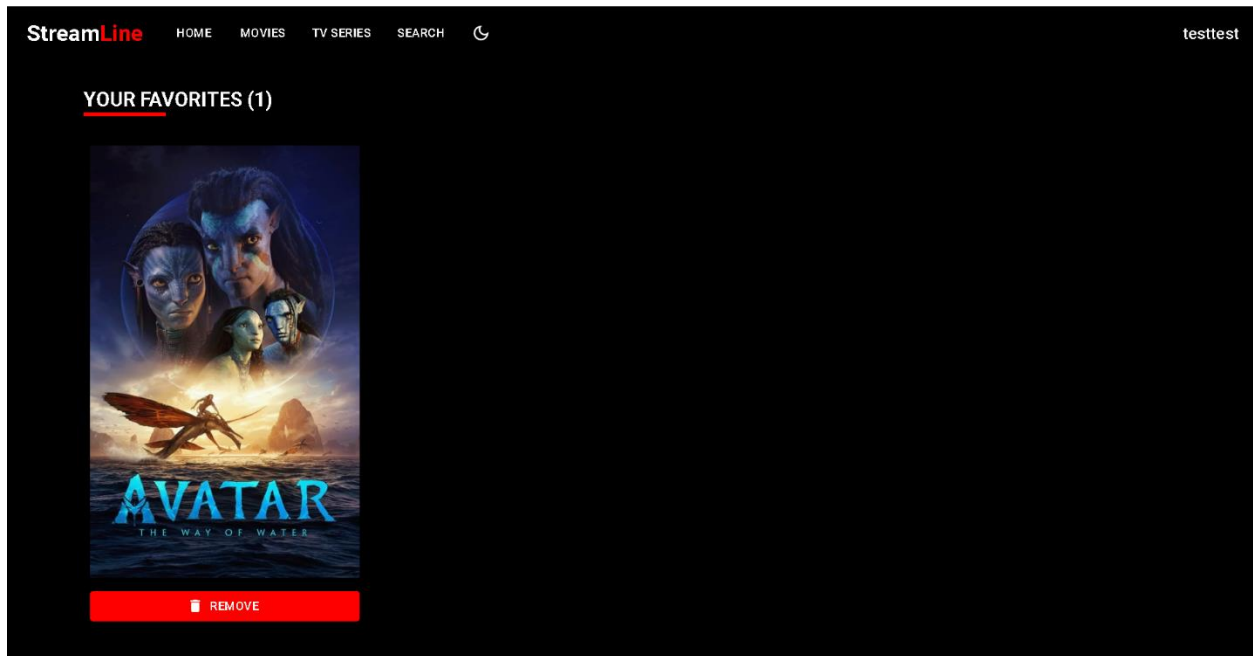 StreamLine HOME MOVIES TV SERIES SEARCH testtest
YOUR FAVORITES (1)
AVATAR
THE WAY OF WATER
REMOVE